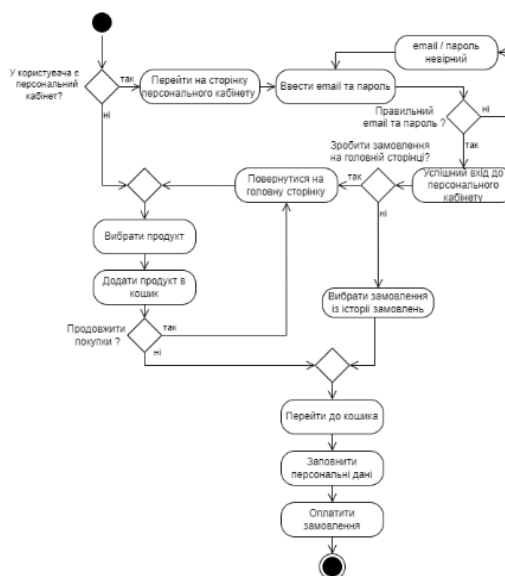 email / пароль
невірний
У користувача є
персональний
кабінет?
так
Перейти на сторінку
персонального кабінету
Ввести email та пароль
Правильний
email та пароль ?
ні
ні
так
Зробити замовлення
на головній сторінці?
Повернутися на
головну сторінку
так
Успішний вхід до
персонального
кабінету
ні
Вибрати продукт
Додати продукт в
кошик
Вибрати замовлення
із історії замовлень
Продовжити
покупки ?
так
ні
Перейти до кошика
Заповнити
персональні дані
Оплатити
замовлення